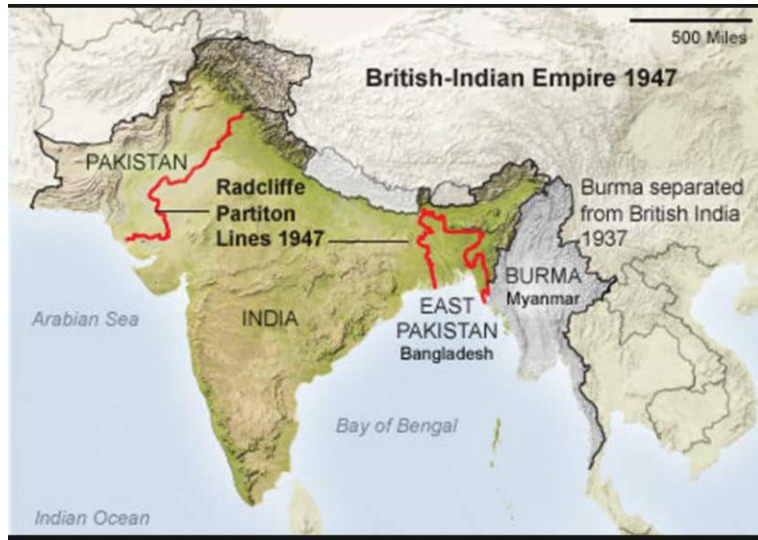 500 Miles
British-Indian Empire 1947
PAKISTAN
Radcliffe
Partiton
Lines 1947
Burma separated
from British India
1937
BURMA
Myanmar
EAST
PAKISTAN
Bangladesh
INDIA
Arabian Sea
Bay of Bengal
Indian Ocean